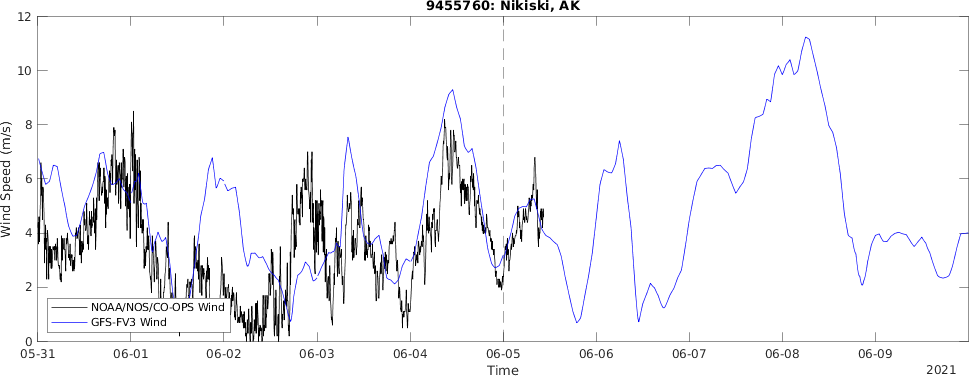 9455760: Nikiski, AK
12
10
8
6
4
2
0
Wind Speed (m/s)
NOAA/NOS/CO-OPS Wind
GFS-FV3 Wind
05-31 06-01 06-02 06-03 06-04 06-05 06-06 06-07 06-08 06-09
Time
2021